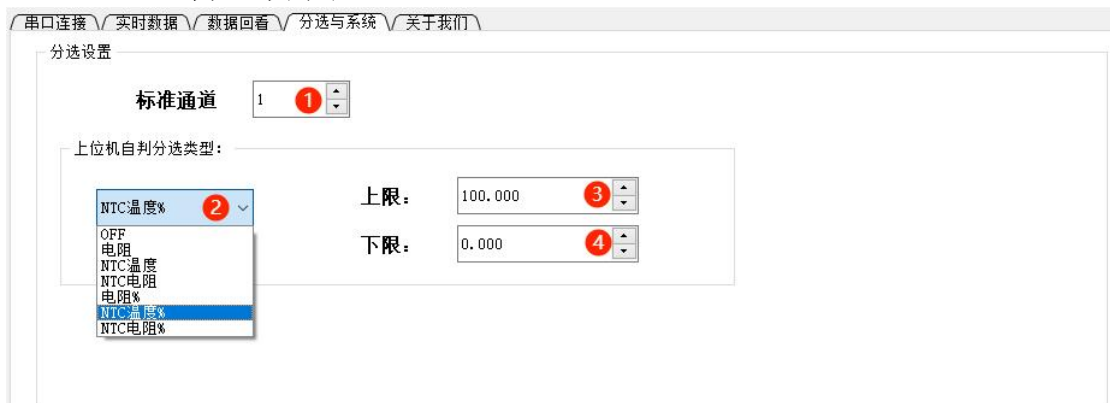 串口连接 实时数据 数据回看 分选与系统 关于我们
分选设置
标准通道 1 1
上位机自判分选类型：
NTC温度% 2 上限： 100.000 3
OFF
电阻
下限： 0.000 4
NTC温度
NTC电阻
电阻%
NTC温度%
NTC电阻%